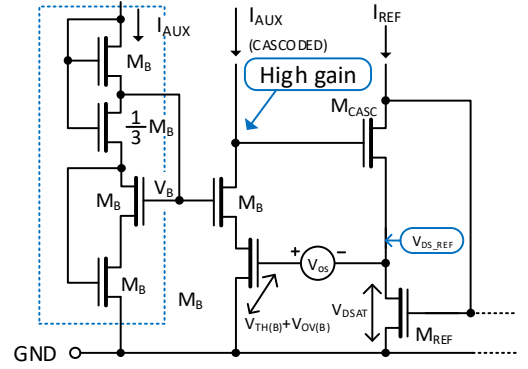 I_AUX
I_AUX
(CASCODED)
I_REF
M_B
High gain
M_CASC
1/3 M_B
V_B
M_B
M_B
V_DS_REF
+ V_os −
M_B
M_B
V_TH(B)+V_OV(B)
V_DSAT
M_REF
GND